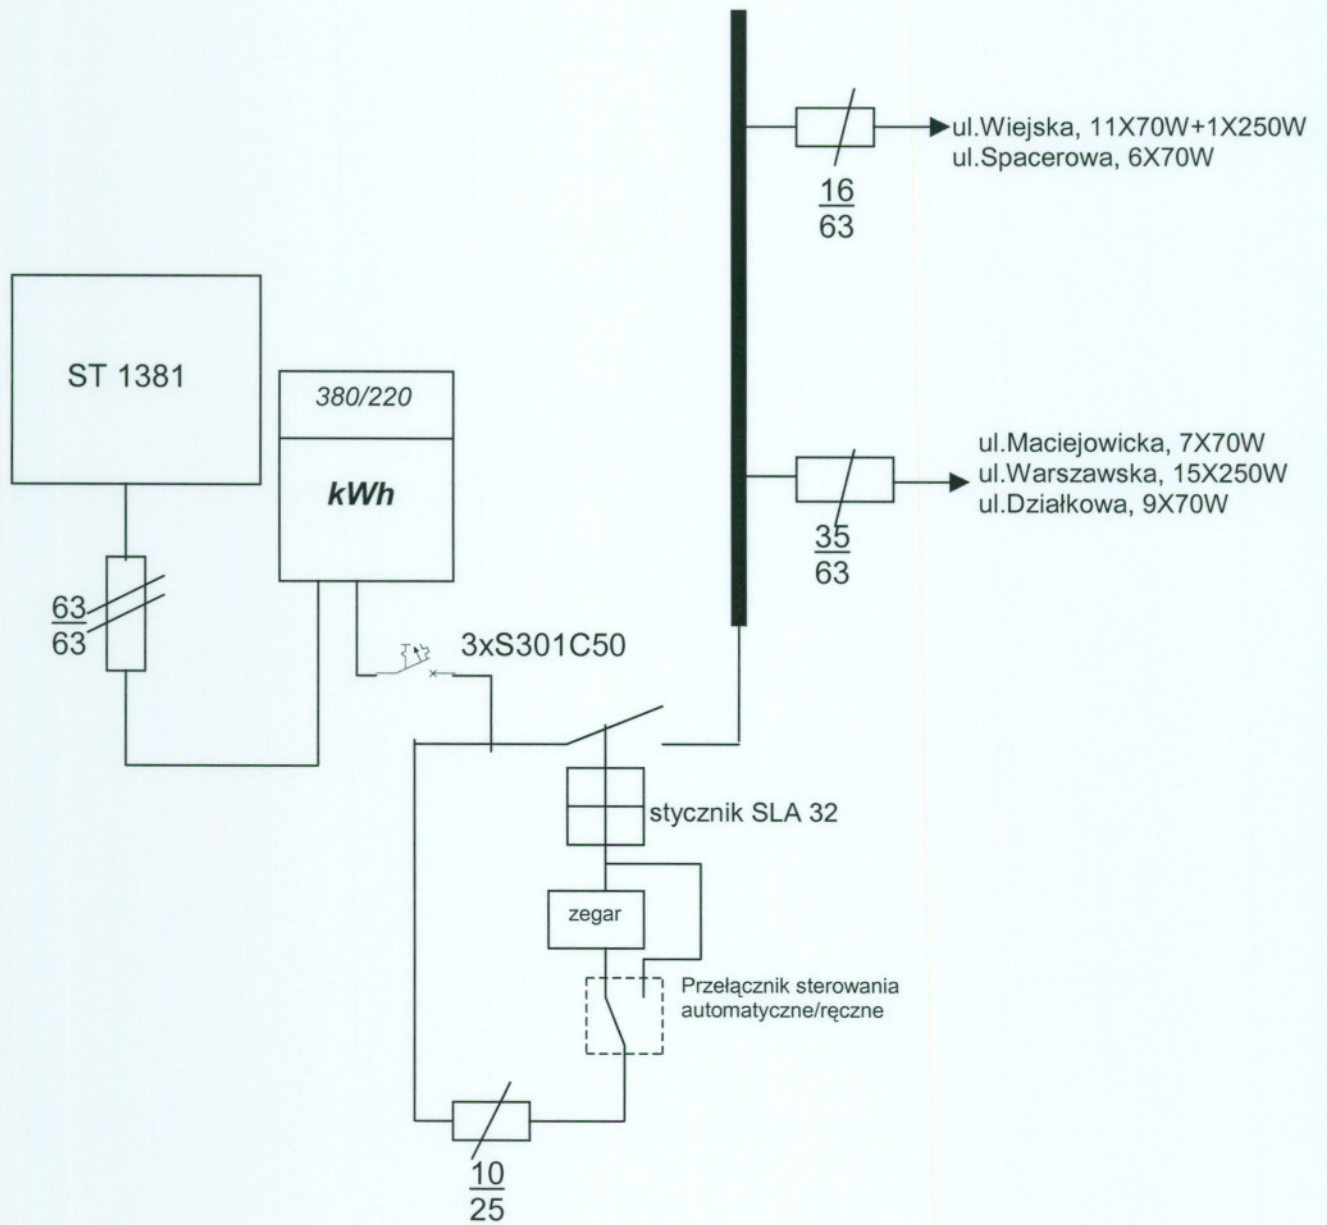 ul.Wiejska, 11X70W+1X250W
ul.Spacerowa, 6X70W
16
63
ST 1381
380/220
kWh
ul.Maciejowicka, 7X70W
ul.Warszawska, 15X250W
ul.Działkowa, 9X70W
35
63
63
63
3xS301C50
stycznik SLA 32
zegar
Przełącznik sterowania
automatyczne/ręczne
10
25